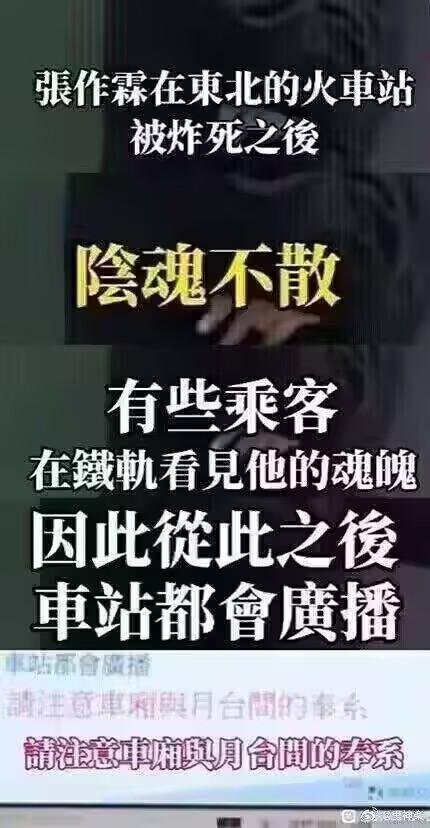 張作霖在東北的火車站
被炸死之後
陰魂不散
有些乘客
在鐵軌看見他的魂魄
因此從此之後
車站都會廣播
車站都會廣播
請注意車廂與月台間的奉系
請注意車廂與月台間的奉系